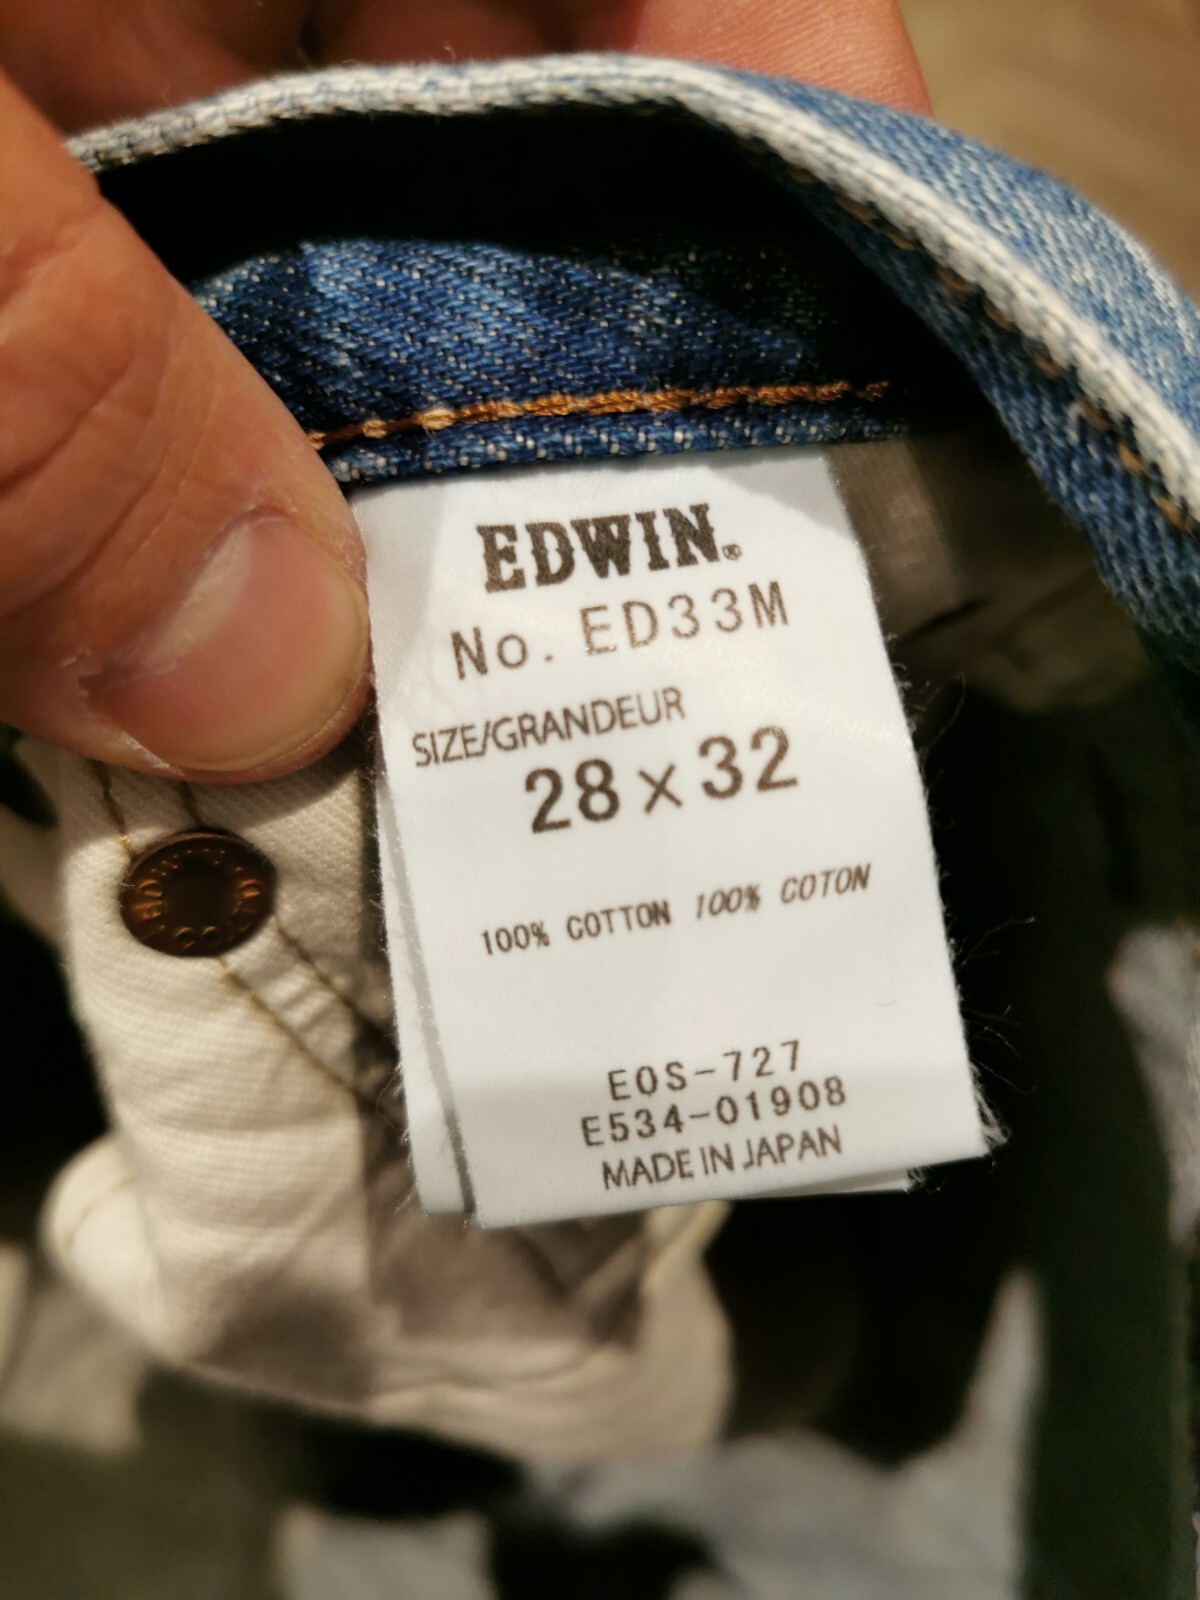 EDWIN.®
No. ED33M
SIZE/GRANDEUR
28×32
100% COTTON 100% COTON
EOS-727
E534-01908
MADE IN JAPAN